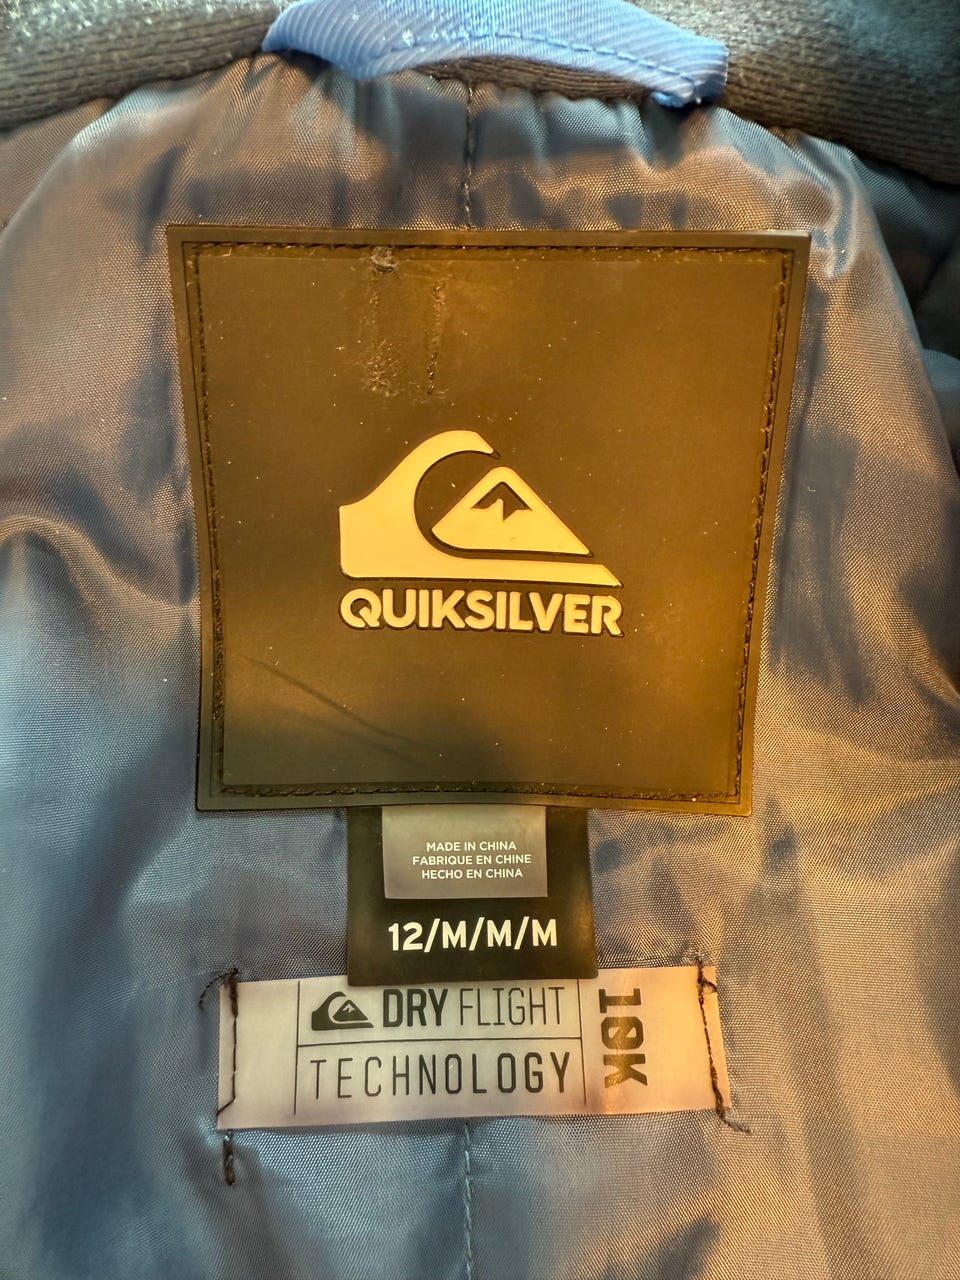 QUIKSILVER
MADE IN CHINA
FABRIQUE EN CHINE
HECHO EN CHINA
12/M/M/M
DRY FLIGHT
TECHNOLOGY
10K